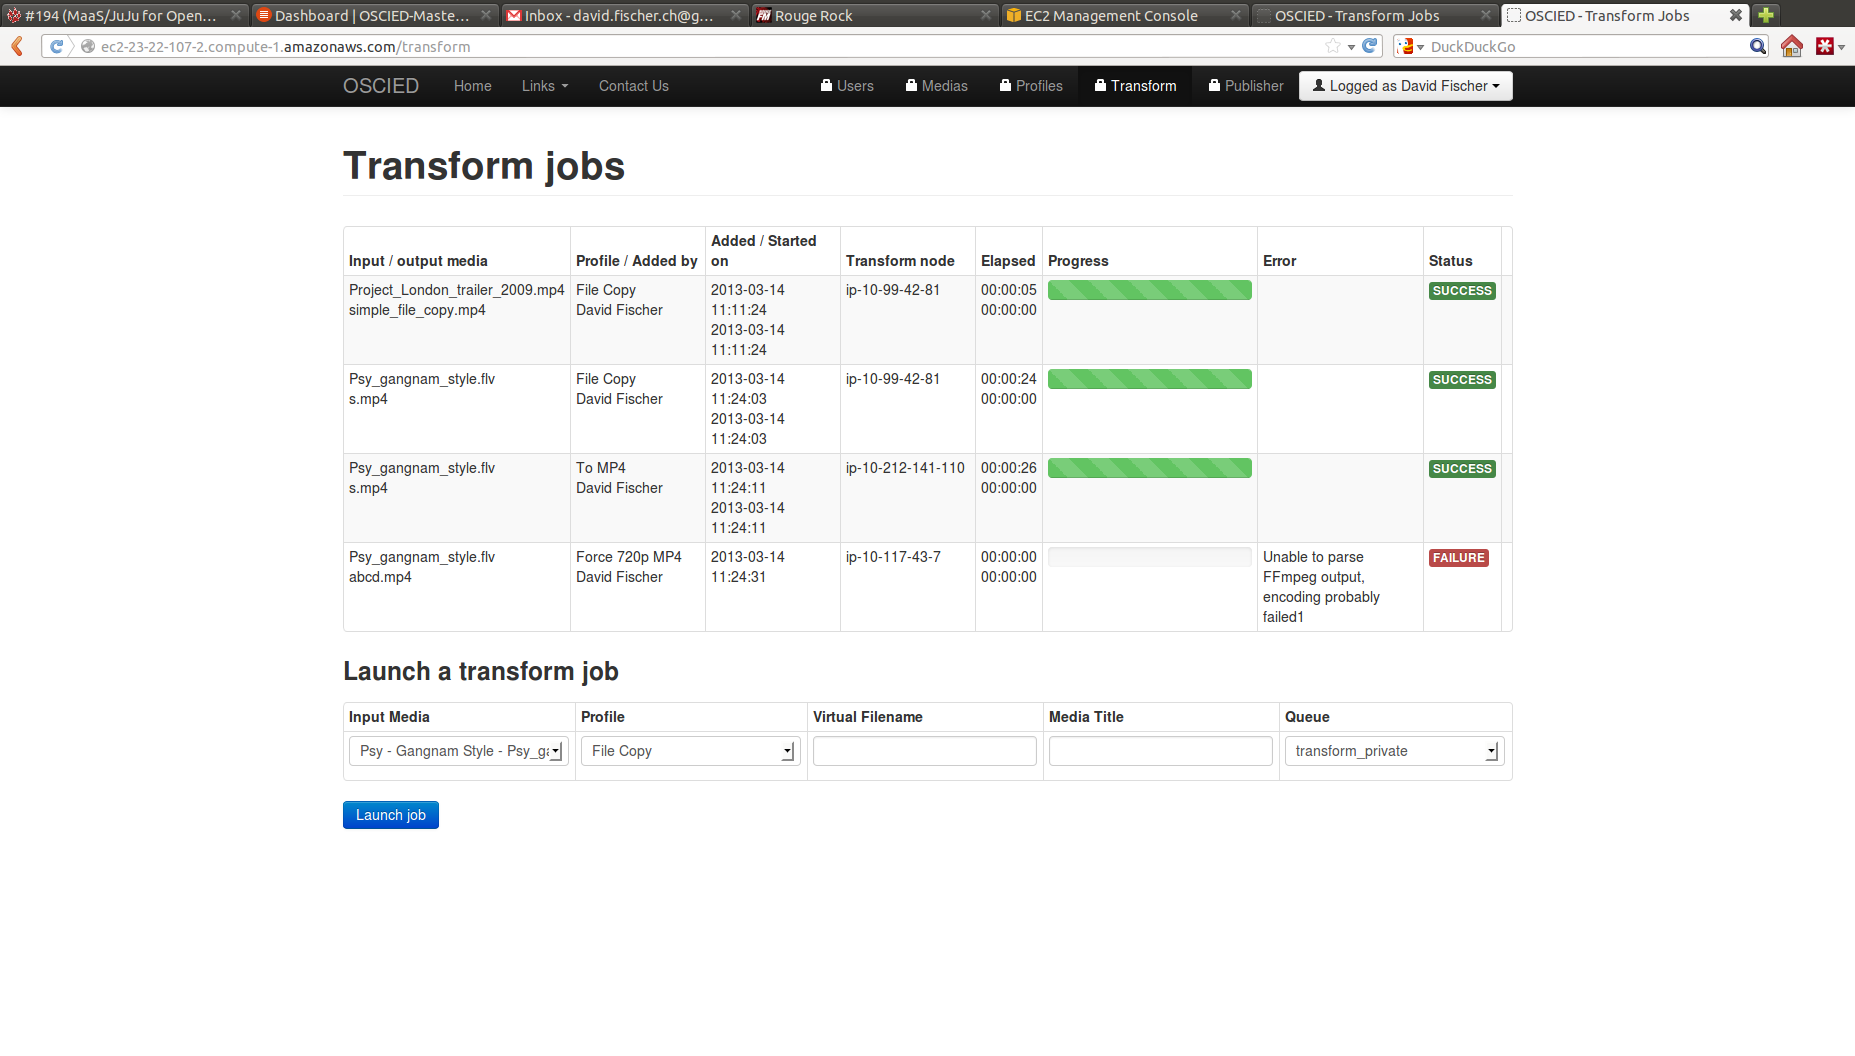 #194 (MaaS/JuJu for Open...
Dashboard | OSCIED-Maste...
Inbox - david.fischer.ch@g...
Rouge Rock
EC2 Management Console
OSCIED - Transform Jobs
OSCIED - Transform Jobs
ec2-23-22-107-2.compute-1.amazonaws.com/transform
DuckDuckGo
OSCIED
Home
Links
Contact Us
Users
Medias
Profiles
Transform
Publisher
Logged as David Fischer
Transform jobs
Input / output media
Profile / Added by
Added / Started
on
Transform node
Elapsed
Progress
Error
Status
Project_London_trailer_2009.mp4
simple_file_copy.mp4
File Copy
David Fischer
2013-03-14
11:11:24
2013-03-14
11:11:24
ip-10-99-42-81
00:00:05
00:00:00
SUCCESS
Psy_gangnam_style.flv
s.mp4
File Copy
David Fischer
2013-03-14
11:24:03
2013-03-14
11:24:03
ip-10-99-42-81
00:00:24
00:00:00
SUCCESS
Psy_gangnam_style.flv
s.mp4
To MP4
David Fischer
2013-03-14
11:24:11
2013-03-14
11:24:11
ip-10-212-141-110
00:00:26
00:00:00
SUCCESS
Psy_gangnam_style.flv
abcd.mp4
Force 720p MP4
David Fischer
2013-03-14
11:24:31
ip-10-117-43-7
00:00:00
00:00:00
Unable to parse
FFmpeg output,
encoding probably
failed1
FAILURE
Launch a transform job
Input Media
Profile
Virtual Filename
Media Title
Queue
Psy - Gangnam Style - Psy_ga
File Copy
transform_private
Launch job